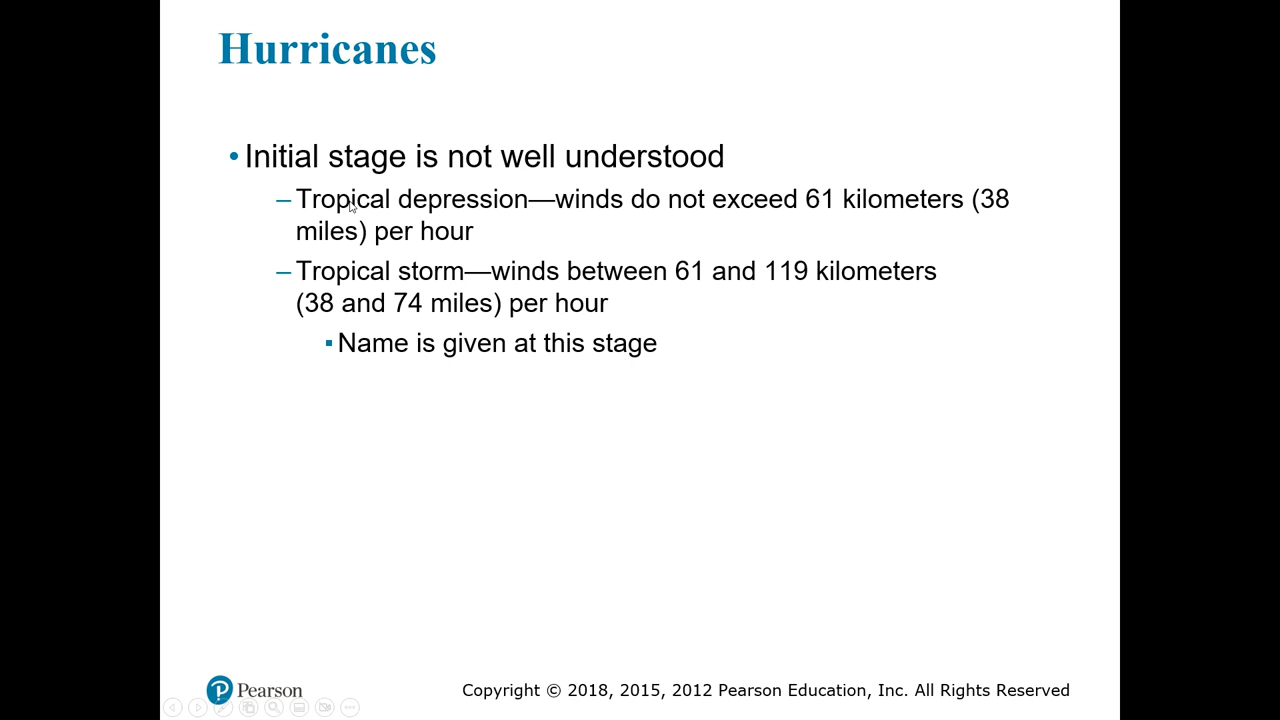 Hurricanes
• Initial stage is not well understood
– Tropical depression—winds do not exceed 61 kilometers (38
miles) per hour
– Tropical storm—winds between 61 and 119 kilometers
(38 and 74 miles) per hour
▪ Name is given at this stage
Pearson
Copyright © 2018, 2015, 2012 Pearson Education, Inc. All Rights Reserved